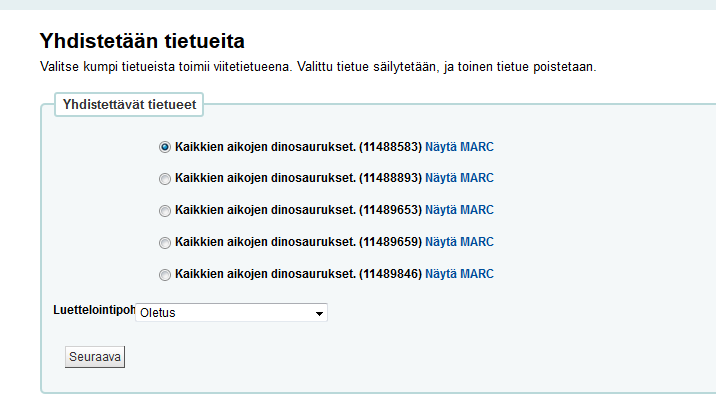 Yhdistetään tietueita
Valitse kumpi tietueista toimii viitetietueena. Valittu tietue säilytetään, ja toinen tietue poistetaan.
Yhdistettävät tietueet
Kaikkien aikojen dinosaurukset. (11488583) Näytä MARC
Kaikkien aikojen dinosaurukset. (11488893) Näytä MARC
Kaikkien aikojen dinosaurukset. (11489653) Näytä MARC
Kaikkien aikojen dinosaurukset. (11489659) Näytä MARC
Kaikkien aikojen dinosaurukset. (11489846) Näytä MARC
Luettelointipoh Oletus
Seuraava